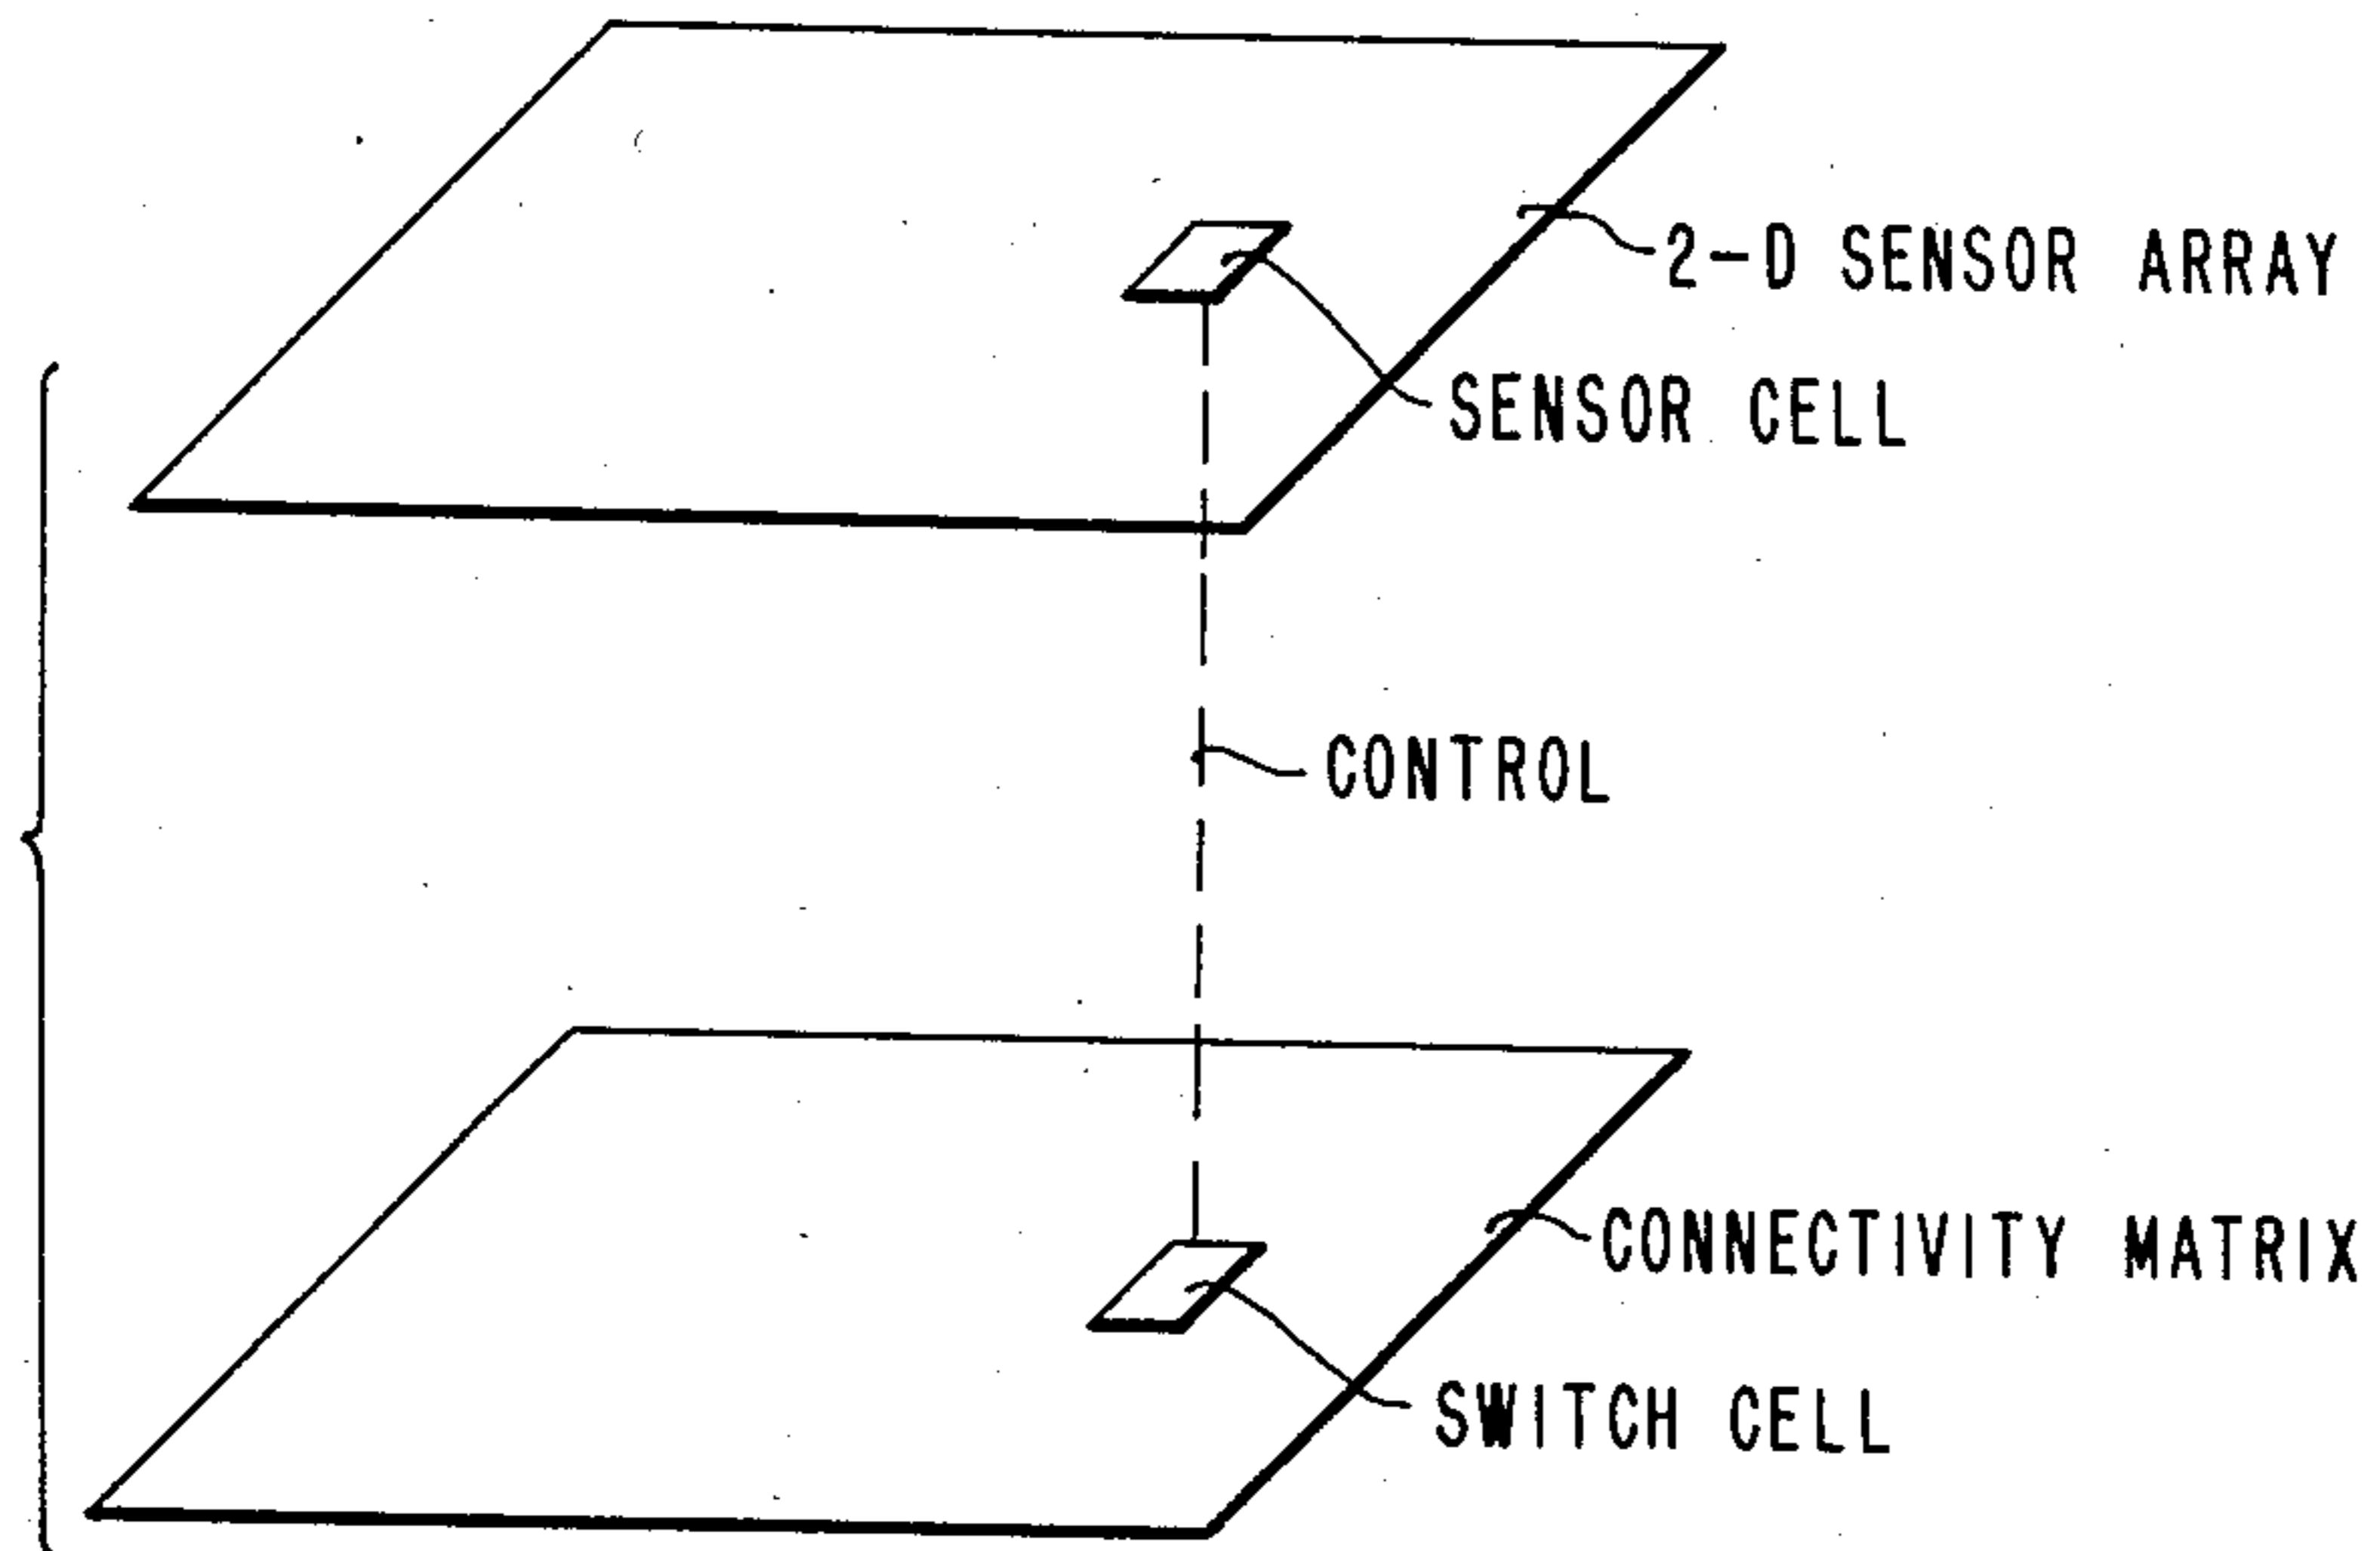 2-D SENSOR ARRAY
SENSOR CELL
CONTROL
CONNECTIVITY MATRIX
SWITCH CELL